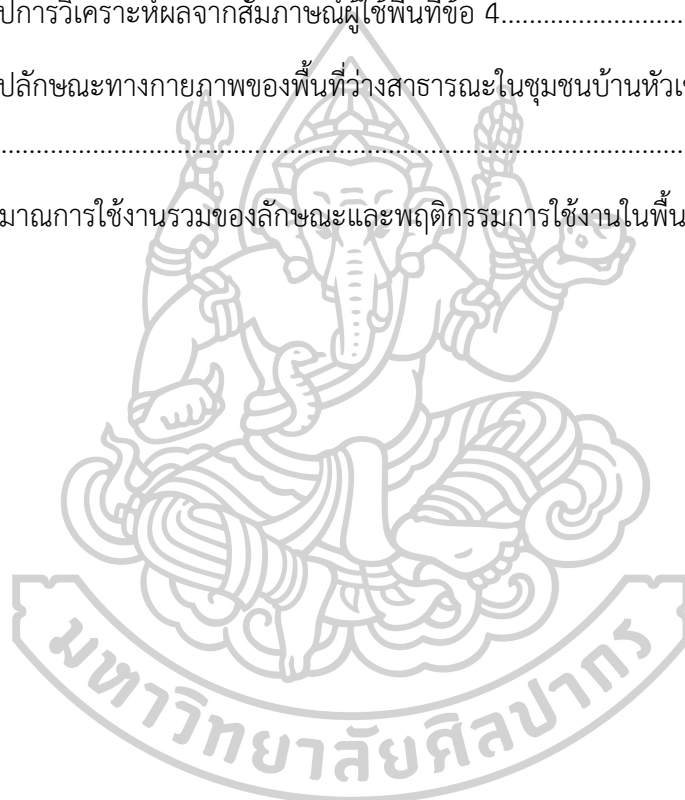 ปการวิเคราะห์ผลจากสัมภาษณ์ผู้ใช้พื้นที่ข้อ 4..............................
ปลักษณะทางกายภาพของพื้นที่ว่างสาธารณะในชุมชนบ้านหัวเ
................................................................................
มาณการใช้งานรวมของลักษณะและพฤติกรรมการใช้งานในพื้น
มหาวิทยาลัยศิลปากร